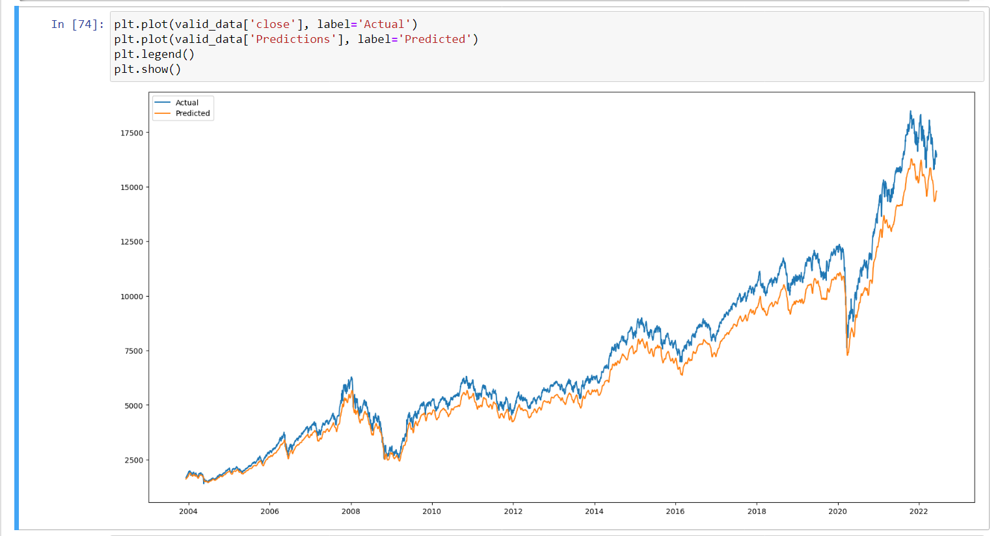 In [74]: plt.plot(valid_data['close'], label='Actual')
plt.plot(valid_data['Predictions'], label='Predicted')
plt.legend()
plt.show()
Actual
Predicted
17500
15000
12500
10000
7500
5000
2500
2004 2006 2008 2010 2012 2014 2016 2018 2020 2022